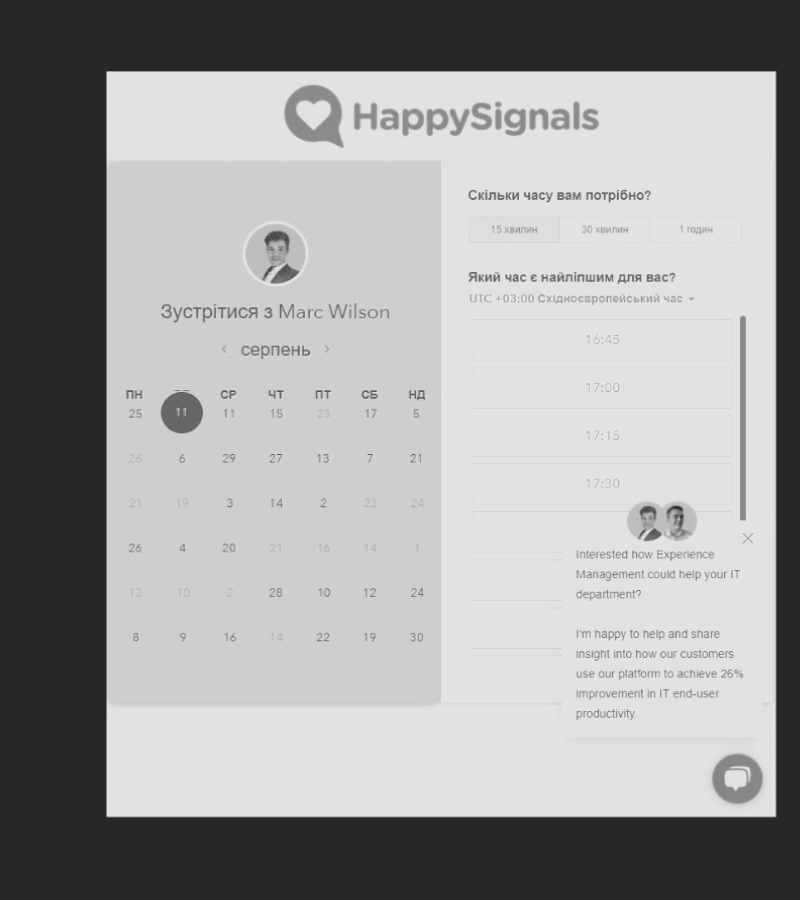 HappySignals
Зустрітися з Marc Wilson
серпень
ПН СР ЧТ ПТ СБ НД
25 11 11 15 23 17 5
26 6 29 27 13 7 21
21 19 3 14 2 23 24
26 4 20 21 16 14 1
12 10 2 28 10 12 24
8 9 16 14 22 19 30
Скільки часу вам потрібно?
15 хвилин 30 хвилин 1 годин
Який час є найліпшим для вас?
UTC +03:00 Східноєвропейський час
16:45
17:00
17:15
17:30
Interested how Experience
Management could help your IT
department?
I'm happy to help and share
insight into how our customers
use our platform to achieve 26%
improvement in IT end-user
productivity.